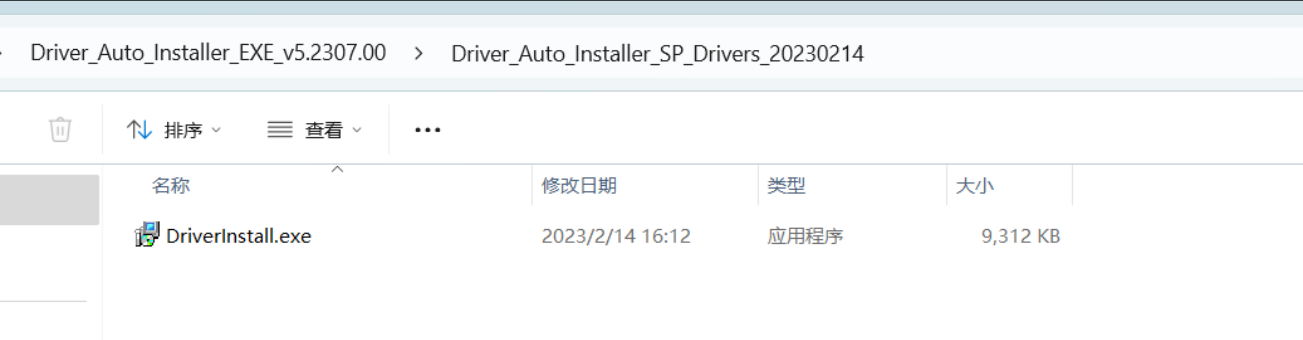 Driver_Auto_Installer_EXE_v5.2307.00 > Driver_Auto_Installer_SP_Drivers_20230214
排序 查看 •••
名称 修改日期 类型 大小
DriverInstall.exe 2023/2/14 16:12 应用程序 9,312 KB